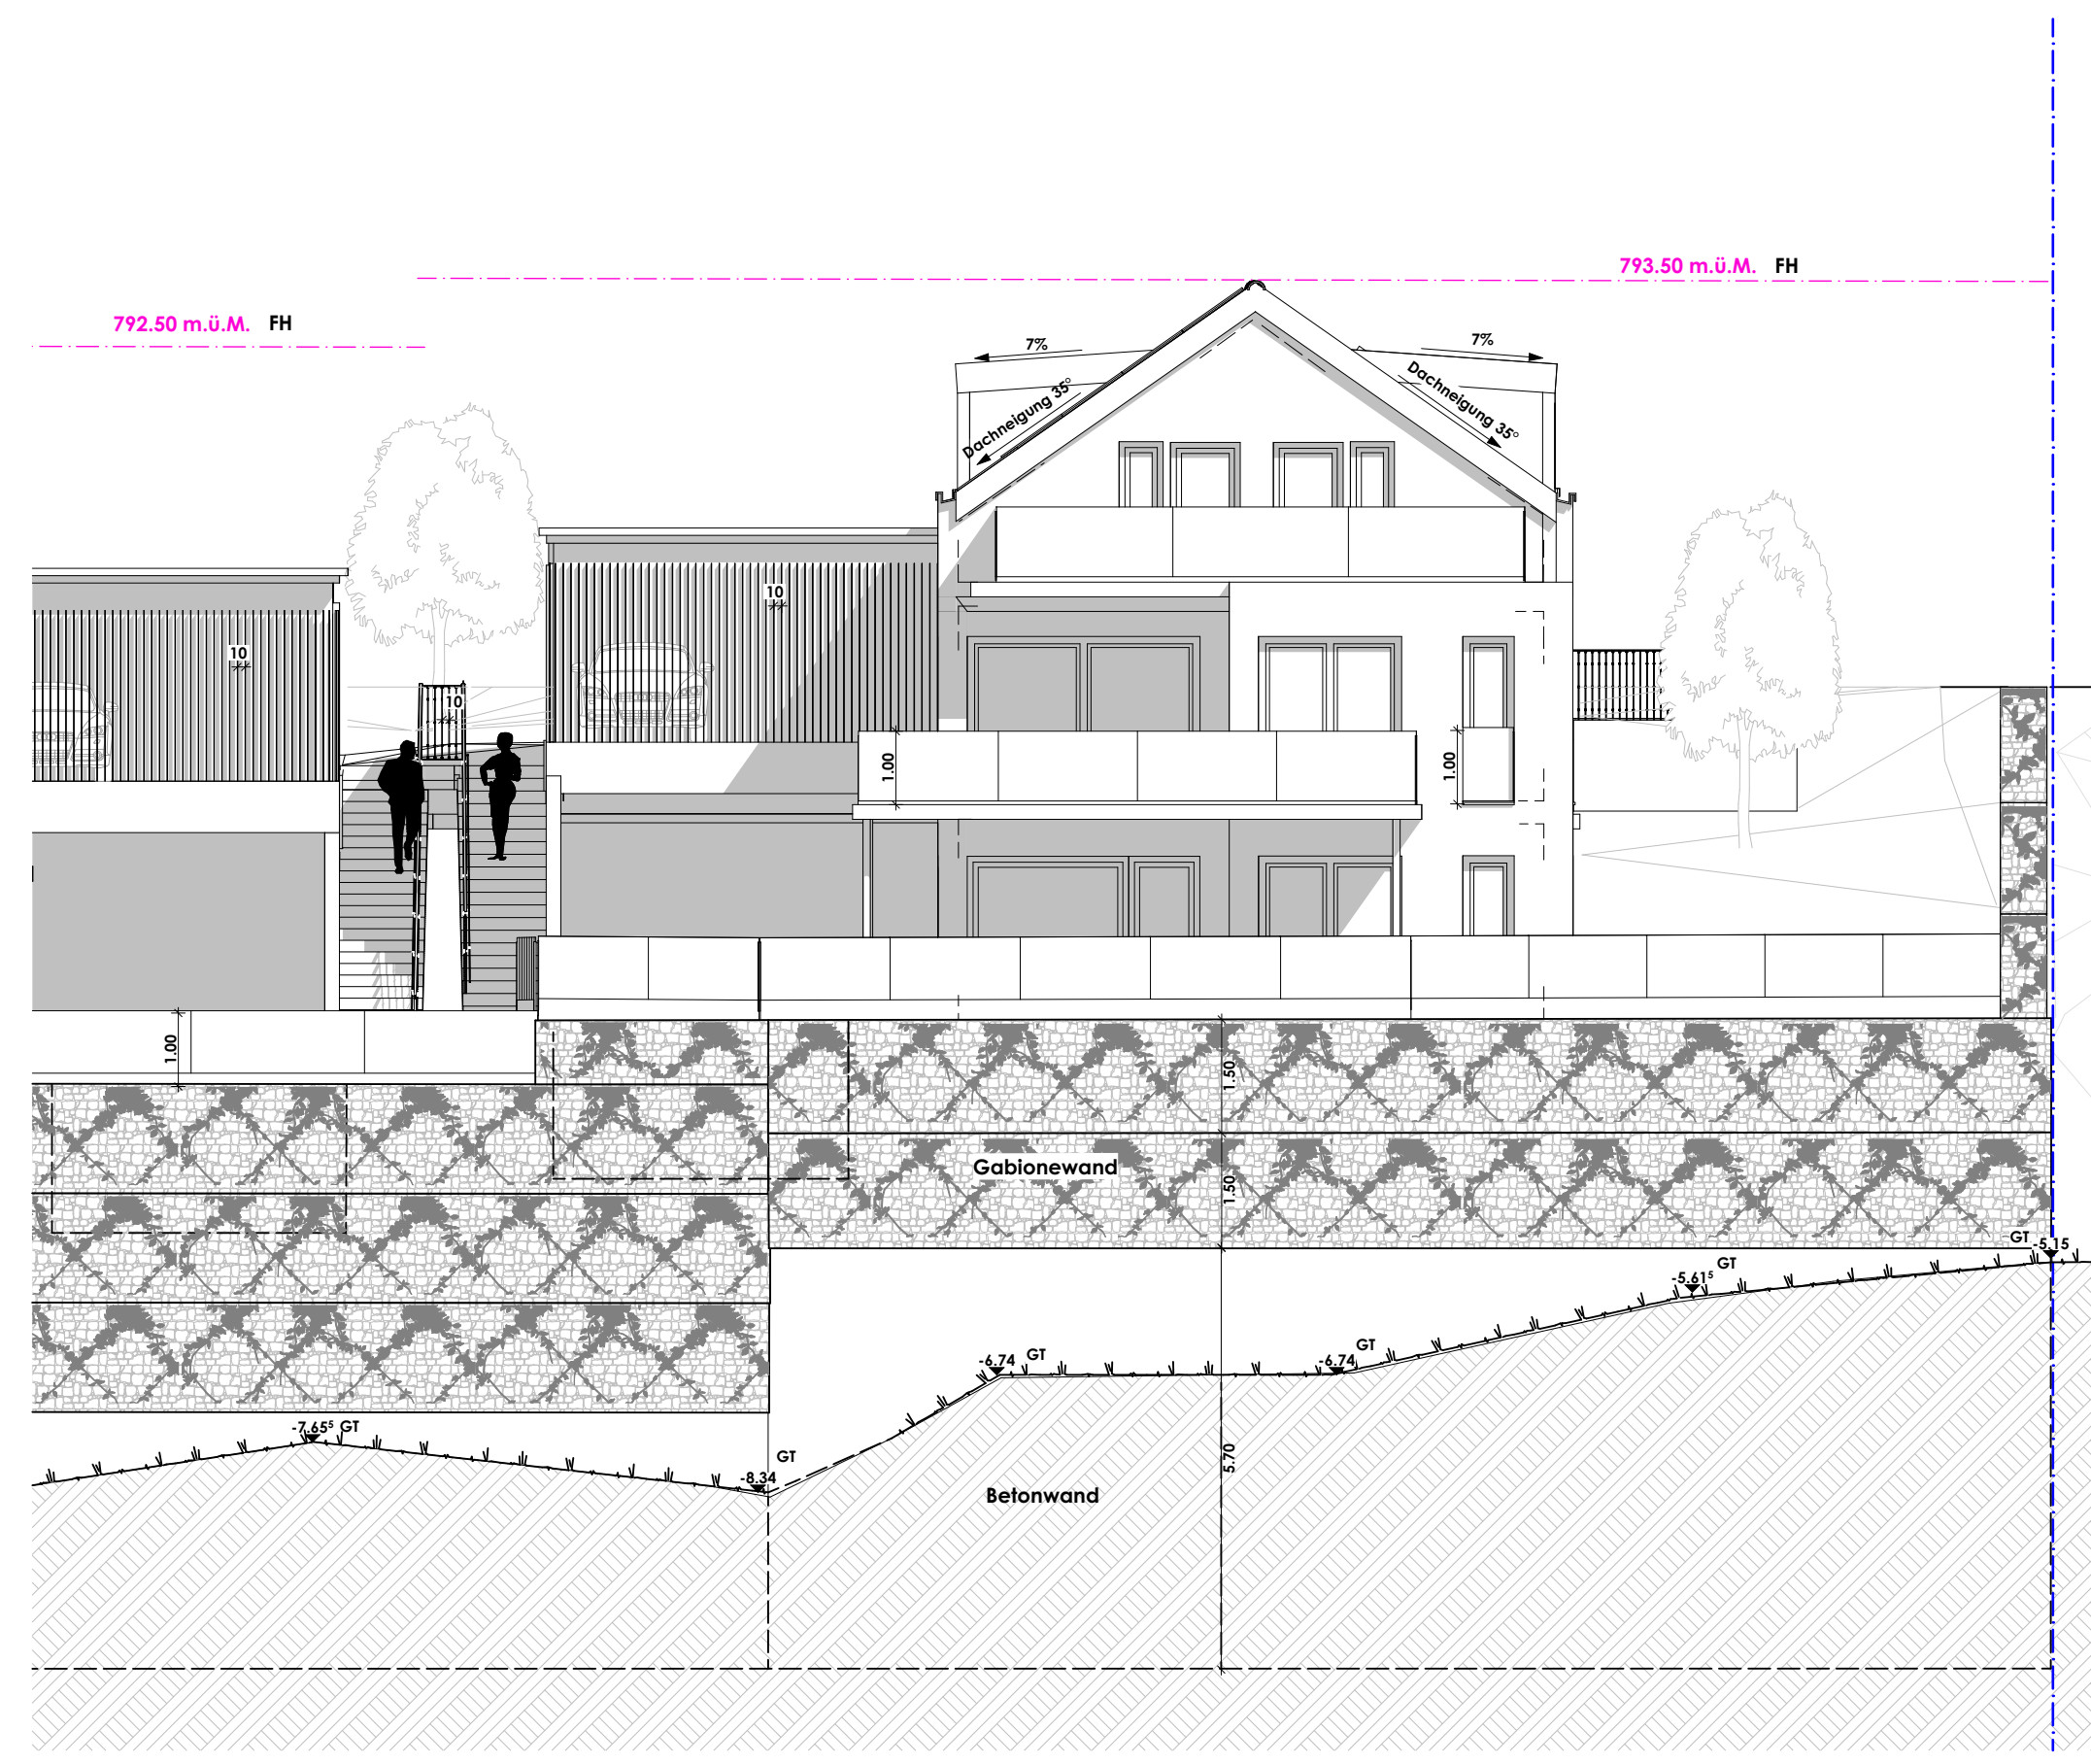 793.50 m.ü.M. FH
792.50 m.ü.M. FH
7%
7%
Dachneigung 35°
Dachneigung 35°
10
10
10
1.00
1.00
1.00
1.50
Gabionewand
1.50
GT -5.15
-5.61⁵ GT
-6.74 GT
-6.74 GT
-7.65⁵ GT
-8.34 GT
5.70
Betonwand